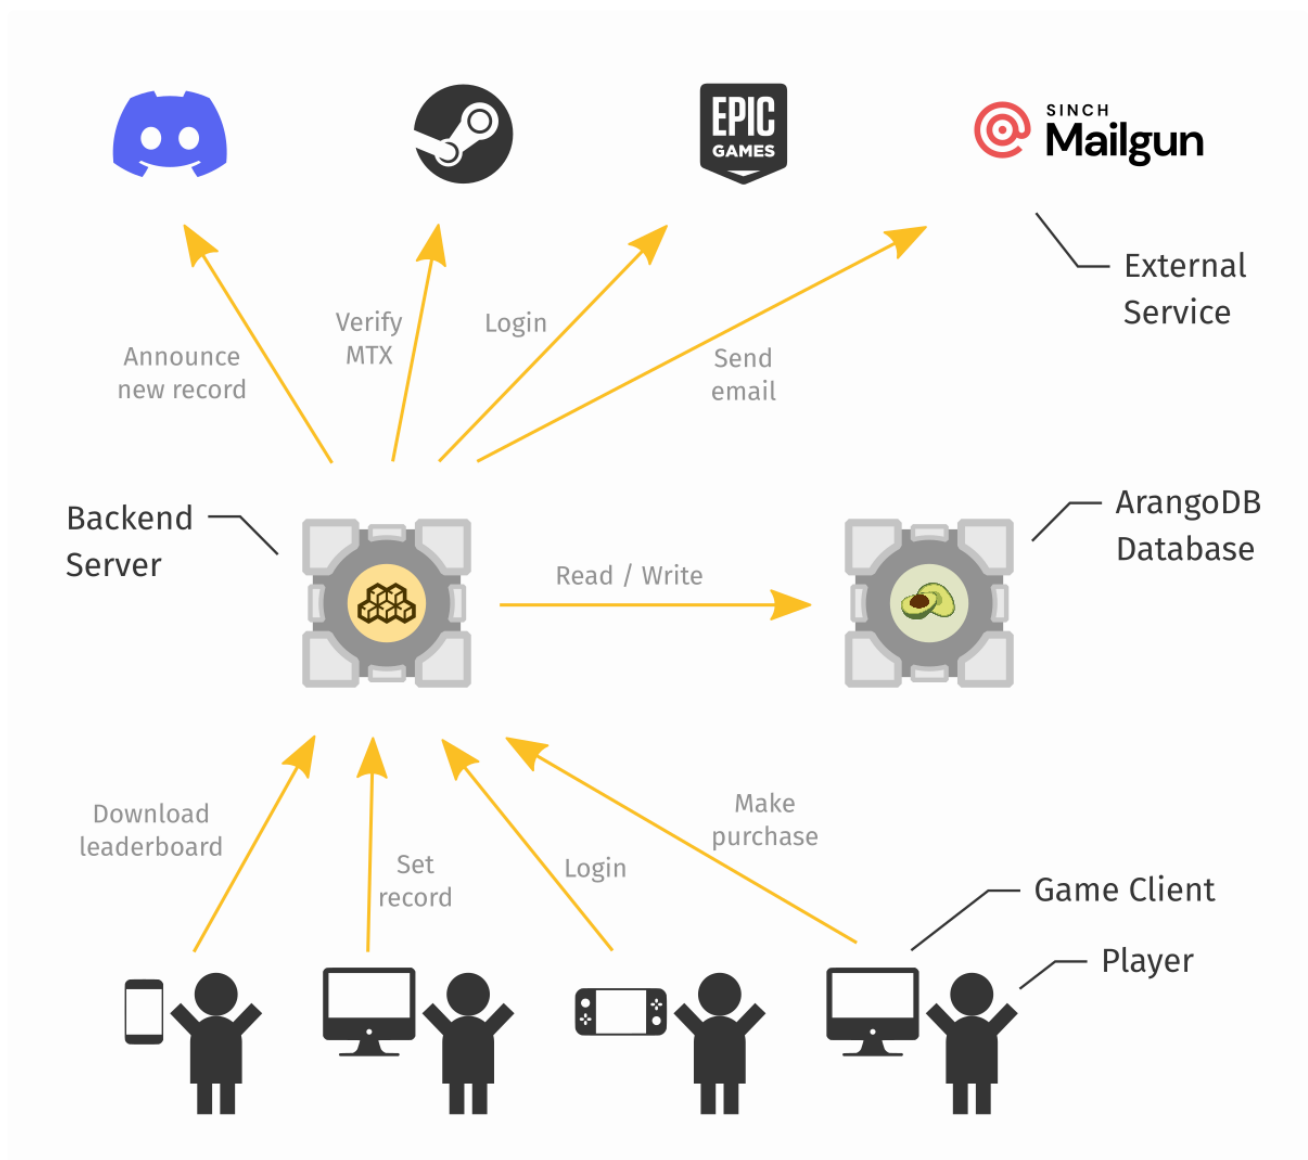 EPIC
GAMES
SINCH
Mailgun
External
Service
Verify
MTX
Login
Announce
new record
Send
email
Backend
Server
Read / Write
ArangoDB
Database
Download
leaderboard
Set
record
Login
Make
purchase
Game Client
Player